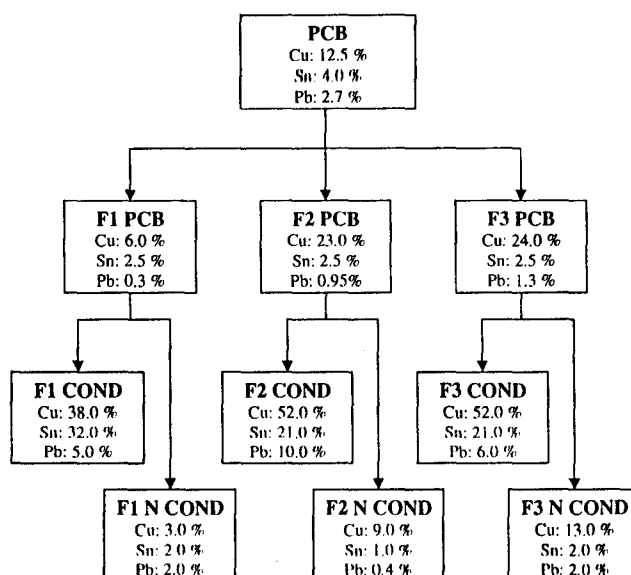 PCB
Cu: 12.5 %
Sn: 4.0 %
Pb: 2.7 %
F1 PCB
Cu: 6.0 %
Sn: 2.5 %
Pb: 0.3 %
F2 PCB
Cu: 23.0 %
Sn: 2.5 %
Pb: 0.95%
F3 PCB
Cu: 24.0 %
Sn: 2.5 %
Pb: 1.3 %
F1 COND
Cu: 38.0 %
Sn: 32.0 %
Pb: 5.0 %
F2 COND
Cu: 52.0 %
Sn: 21.0 %
Pb: 10.0 %
F3 COND
Cu: 52.0 %
Sn: 21.0 %
Pb: 6.0 %
F1 N COND
Cu: 3.0 %
Sn: 2.0 %
Pb: 2.0 %
F2 N COND
Cu: 9.0 %
Sn: 1.0 %
Pb: 0.4 %
F3 N COND
Cu: 13.0 %
Sn: 2.0 %
Pb: 2.0 %